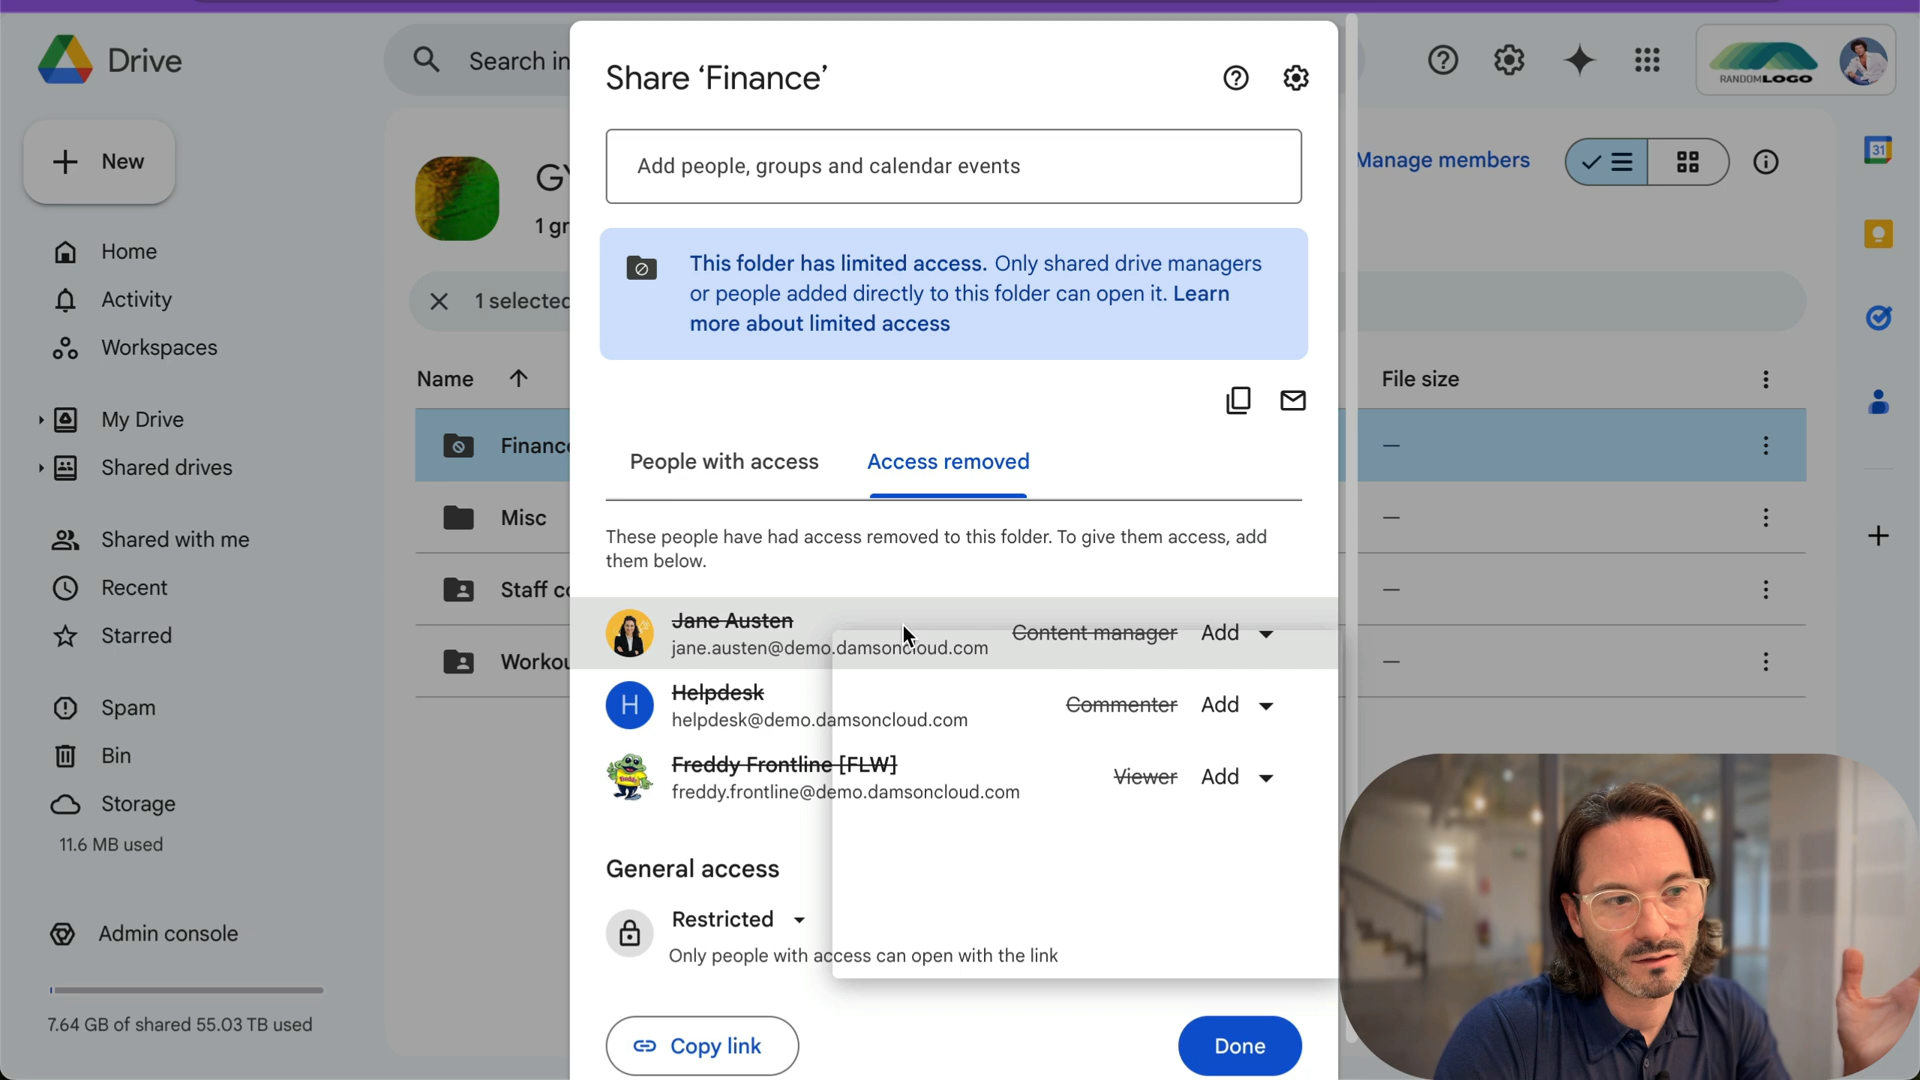 Drive
Search in
Share ‘Finance’
RANDOMLOGO
Add people, groups and calendar events
New
Manage members
31
1 gr
This folder has limited access. Only shared drive managers
or people added directly to this folder can open it. Learn
more about limited access
Home
Activity
Workspaces
1 selected
Name
File size
My Drive
Shared drives
Finance
People with access
Access removed
Misc
Shared with me
Recent
Starred
These people have had access removed to this folder. To give them access, add
them below.
Staff co
Jane Austen
jane.austen@demo.damsoncloud.com
Content manager
Add
Workou
H
Helpdesk
helpdesk@demo.damsoncloud.com
Commenter
Add
Spam
Bin
Storage
11.6 MB used
Freddy Frontline [FLW]
freddy.frontline@demo.damsoncloud.com
Viewer
Add
General access
Restricted
Only people with access can open with the link
Admin console
7.64 GB of shared 55.03 TB used
Copy link
Done